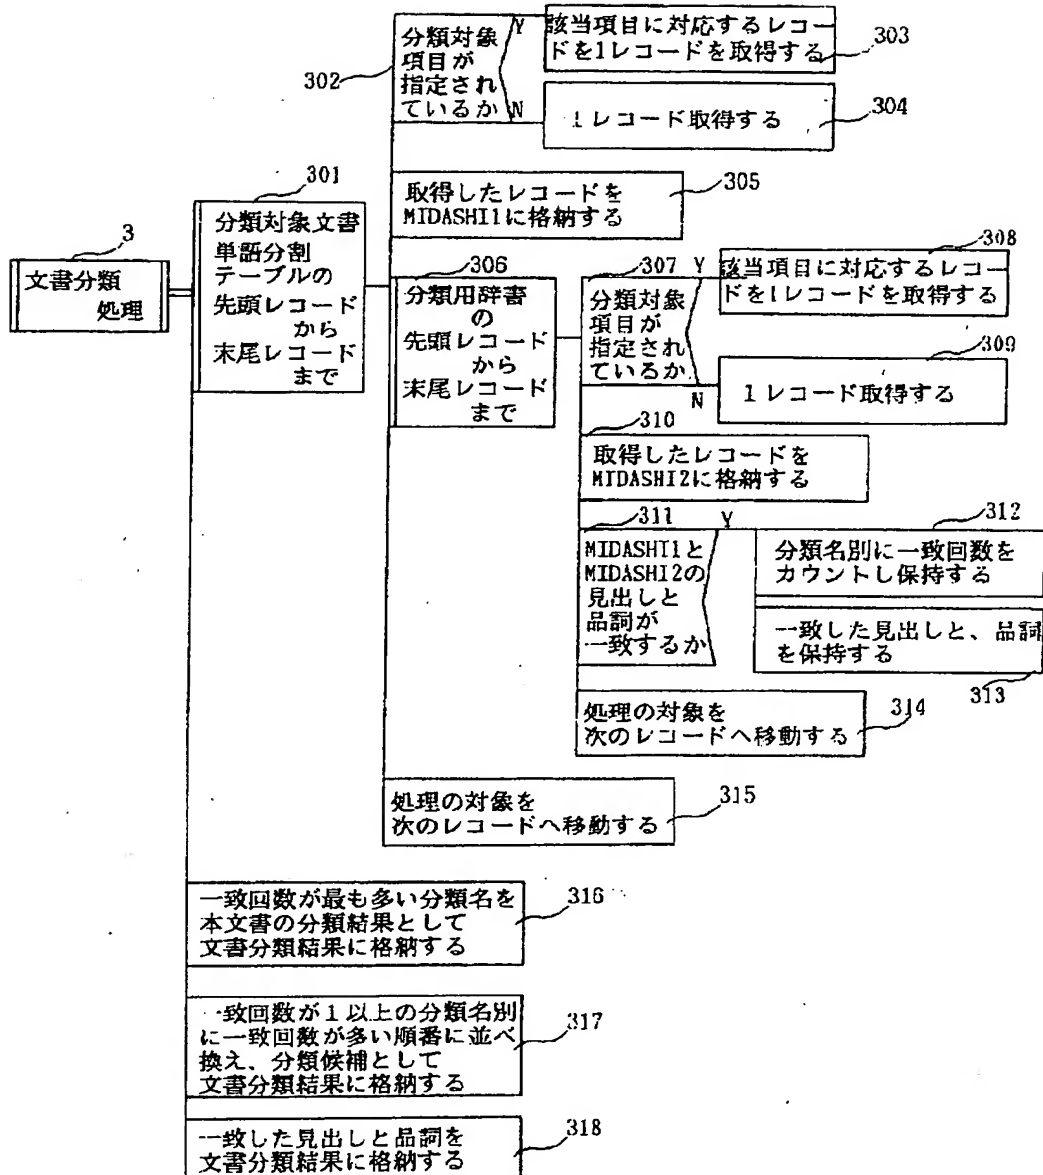 3
文書分類
処理
301
分類対象文書
単語分割
テーブルの
先頭レコード
から
末尾レコード
まで
302
分類対象
項目が
指定され
ているか
Y
N
該当項目に対応するレコー
ドを1レコードを取得する
303
1レコード取得する
304
取得したレコードを
MIDASHI1に格納する
305
306
分類用辞書
の
先頭レコード
から
末尾レコード
まで
307
分類対象
項目が
指定され
ているか
Y
N
308
該当項目に対応するレコー
ドを1レコードを取得する
309
1レコード取得する
310
取得したレコードを
MIDASHI2に格納する
311
MIDASHI1と
MIDASHI2の
見出しと
品詞が
一致するか
Y
312
分類名別に一致回数を
カウントし保持する
一致した見出しと、品詞
を保持する
313
処理の対象を
次のレコードへ移動する
314
処理の対象を
次のレコードへ移動する
315
一致回数が最も多い分類名を
本文書の分類結果として
文書分類結果に格納する
316
一致回数が1以上の分類名別
に一致回数が多い順番に並べ
換え、分類候補として
文書分類結果に格納する
317
一致した見出しと品詞を
文書分類結果に格納する
318